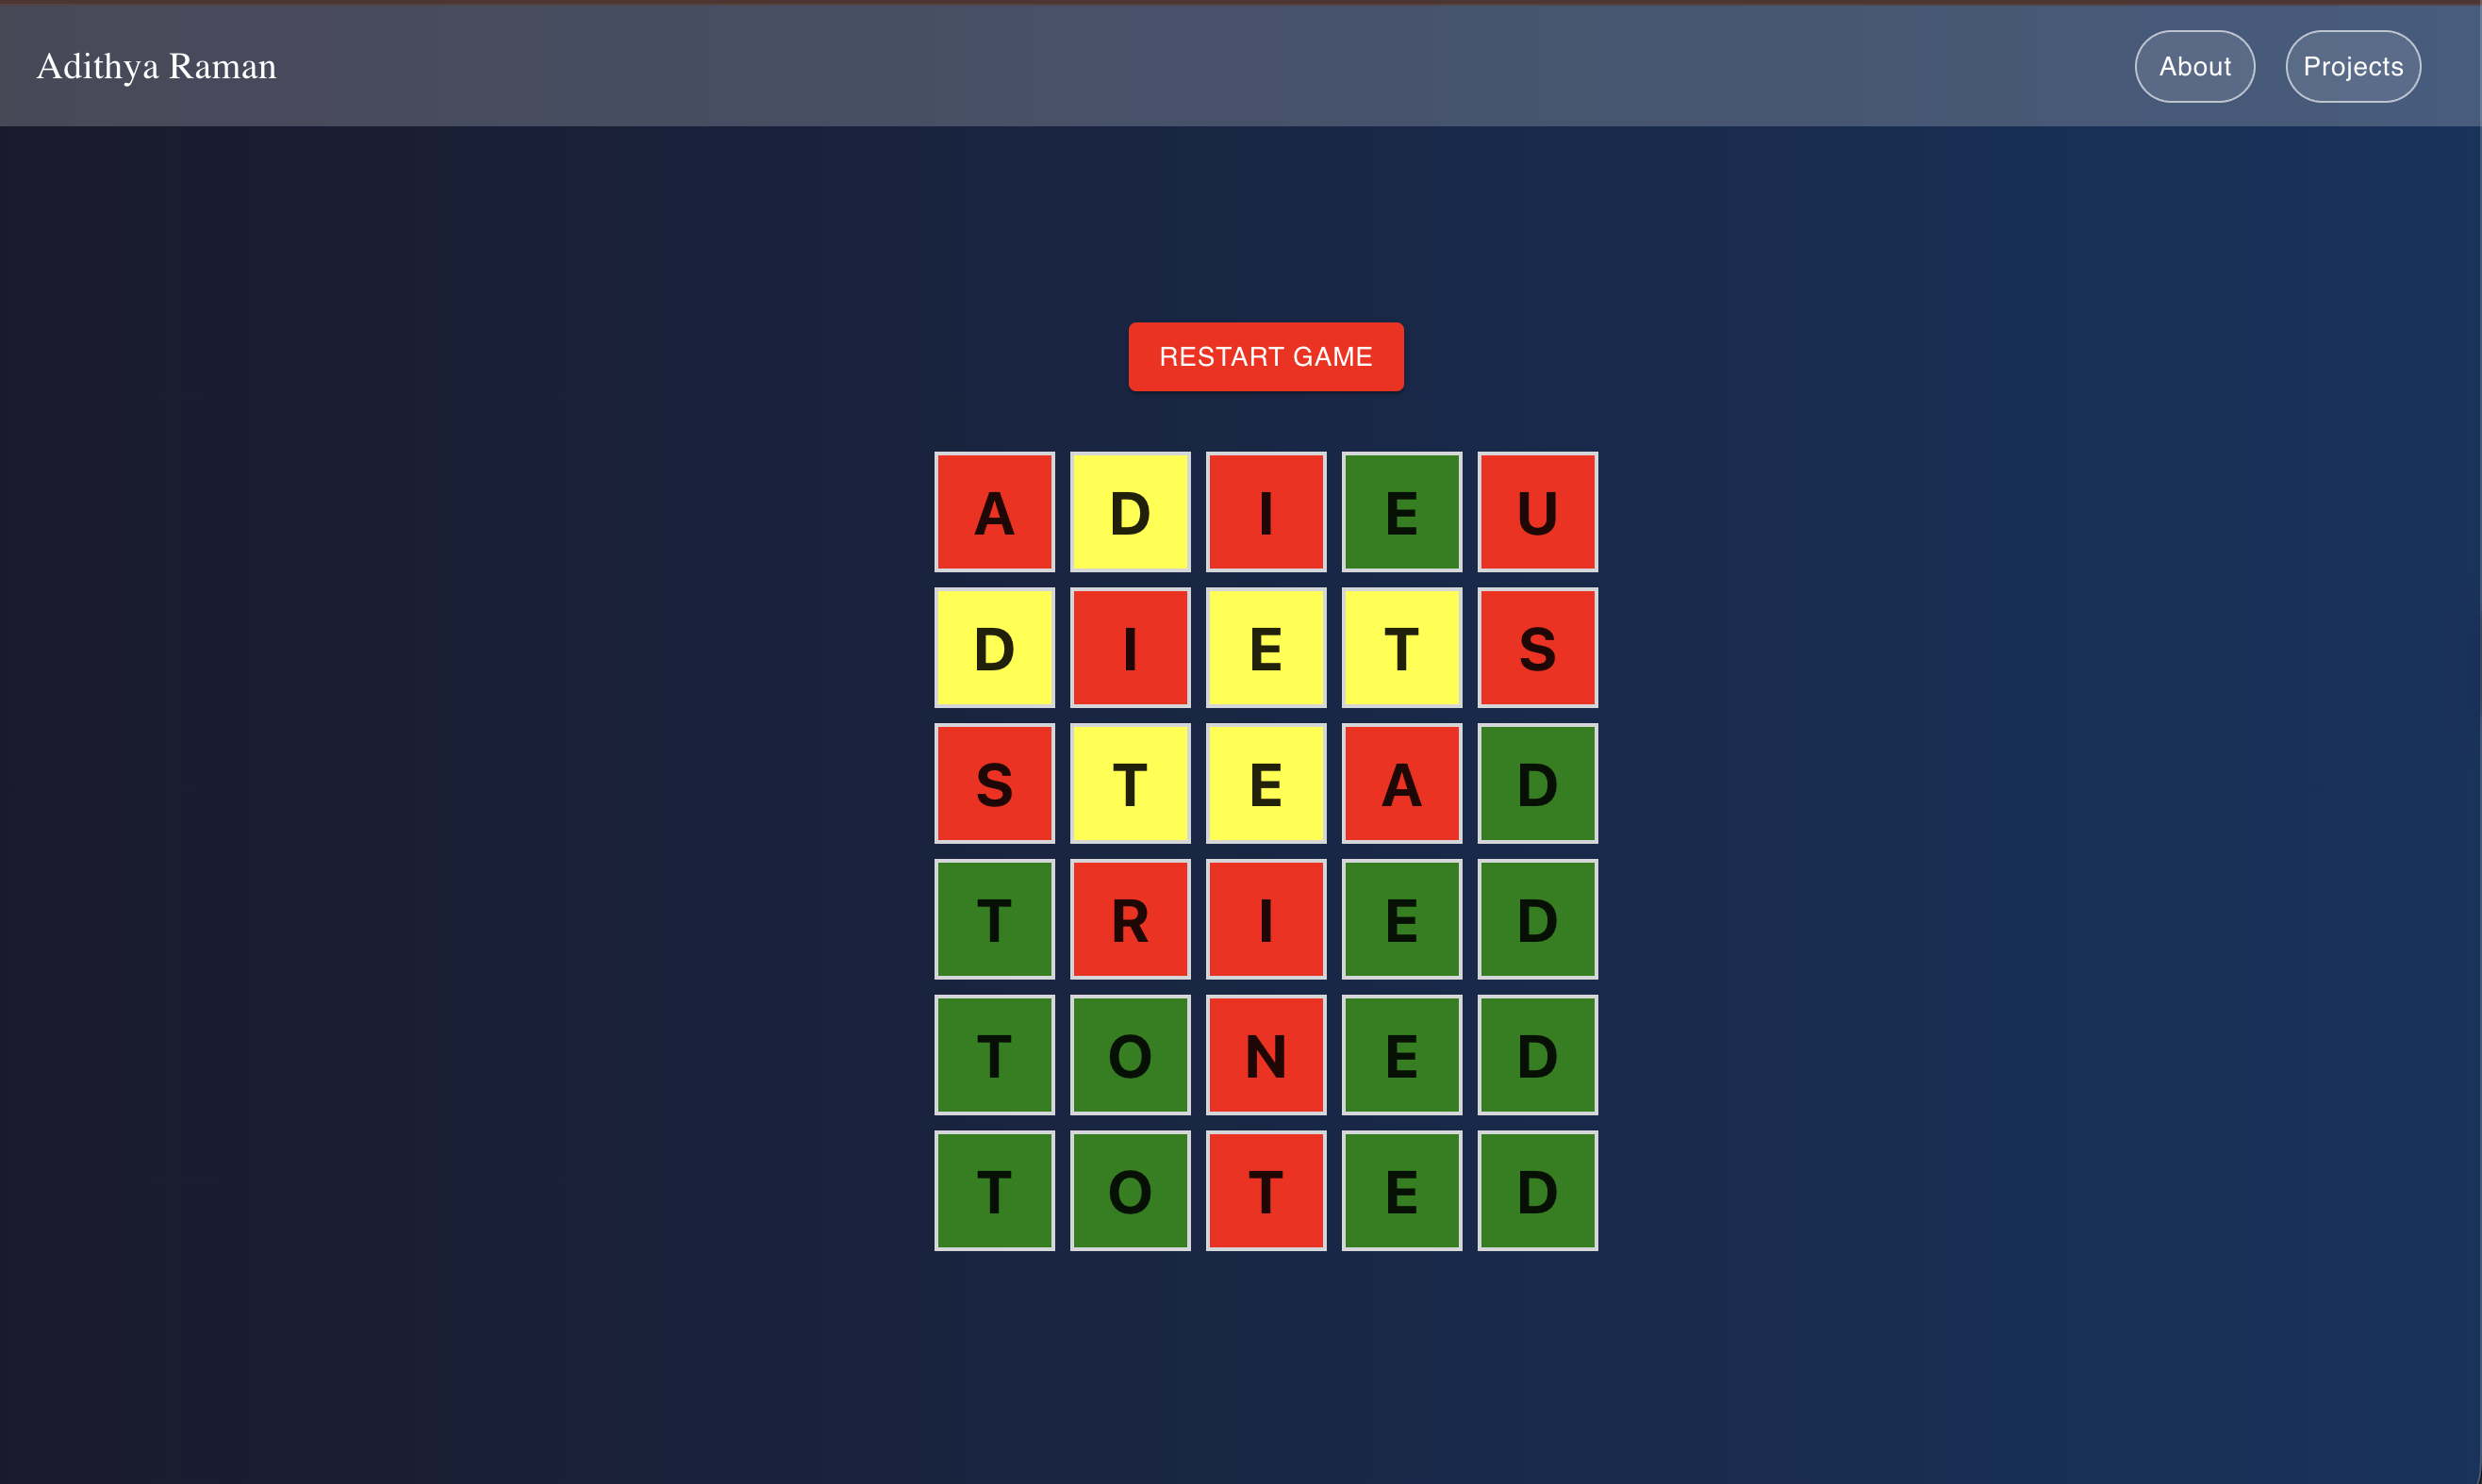 Adithya Raman About Projects
RESTART GAME
A D I E U
D I E T S
S T E A D
T R I E D
T O N E D
T O T E D